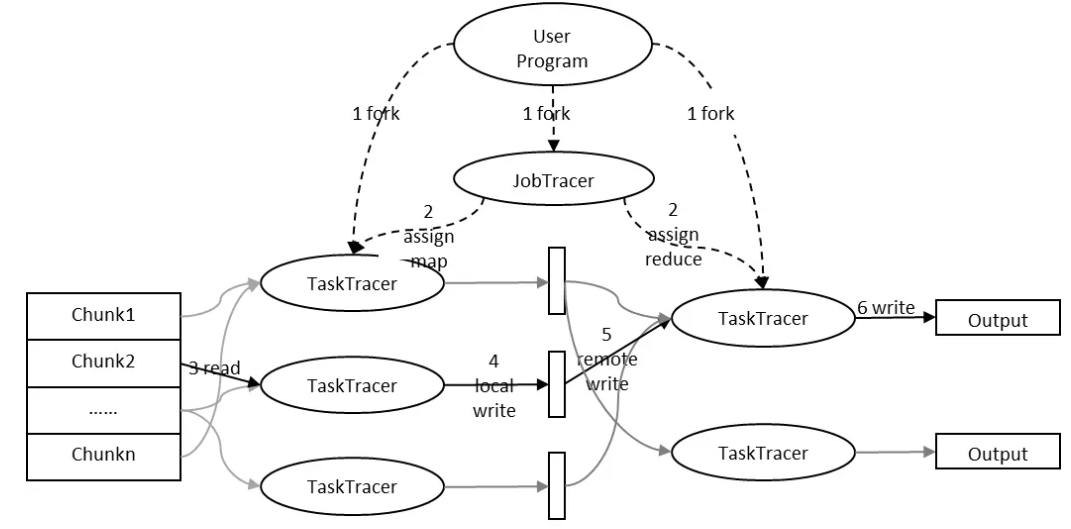 User
Program
1 fork
1 fork
1 fork
JobTracer
2
assign
map
2
assign
reduce
TaskTracer
Chunk1
Chunk2
......
Chunkn
3 read
TaskTracer
TaskTracer
4
local
write
5
remote
write
TaskTracer
6 write
Output
TaskTracer
Output